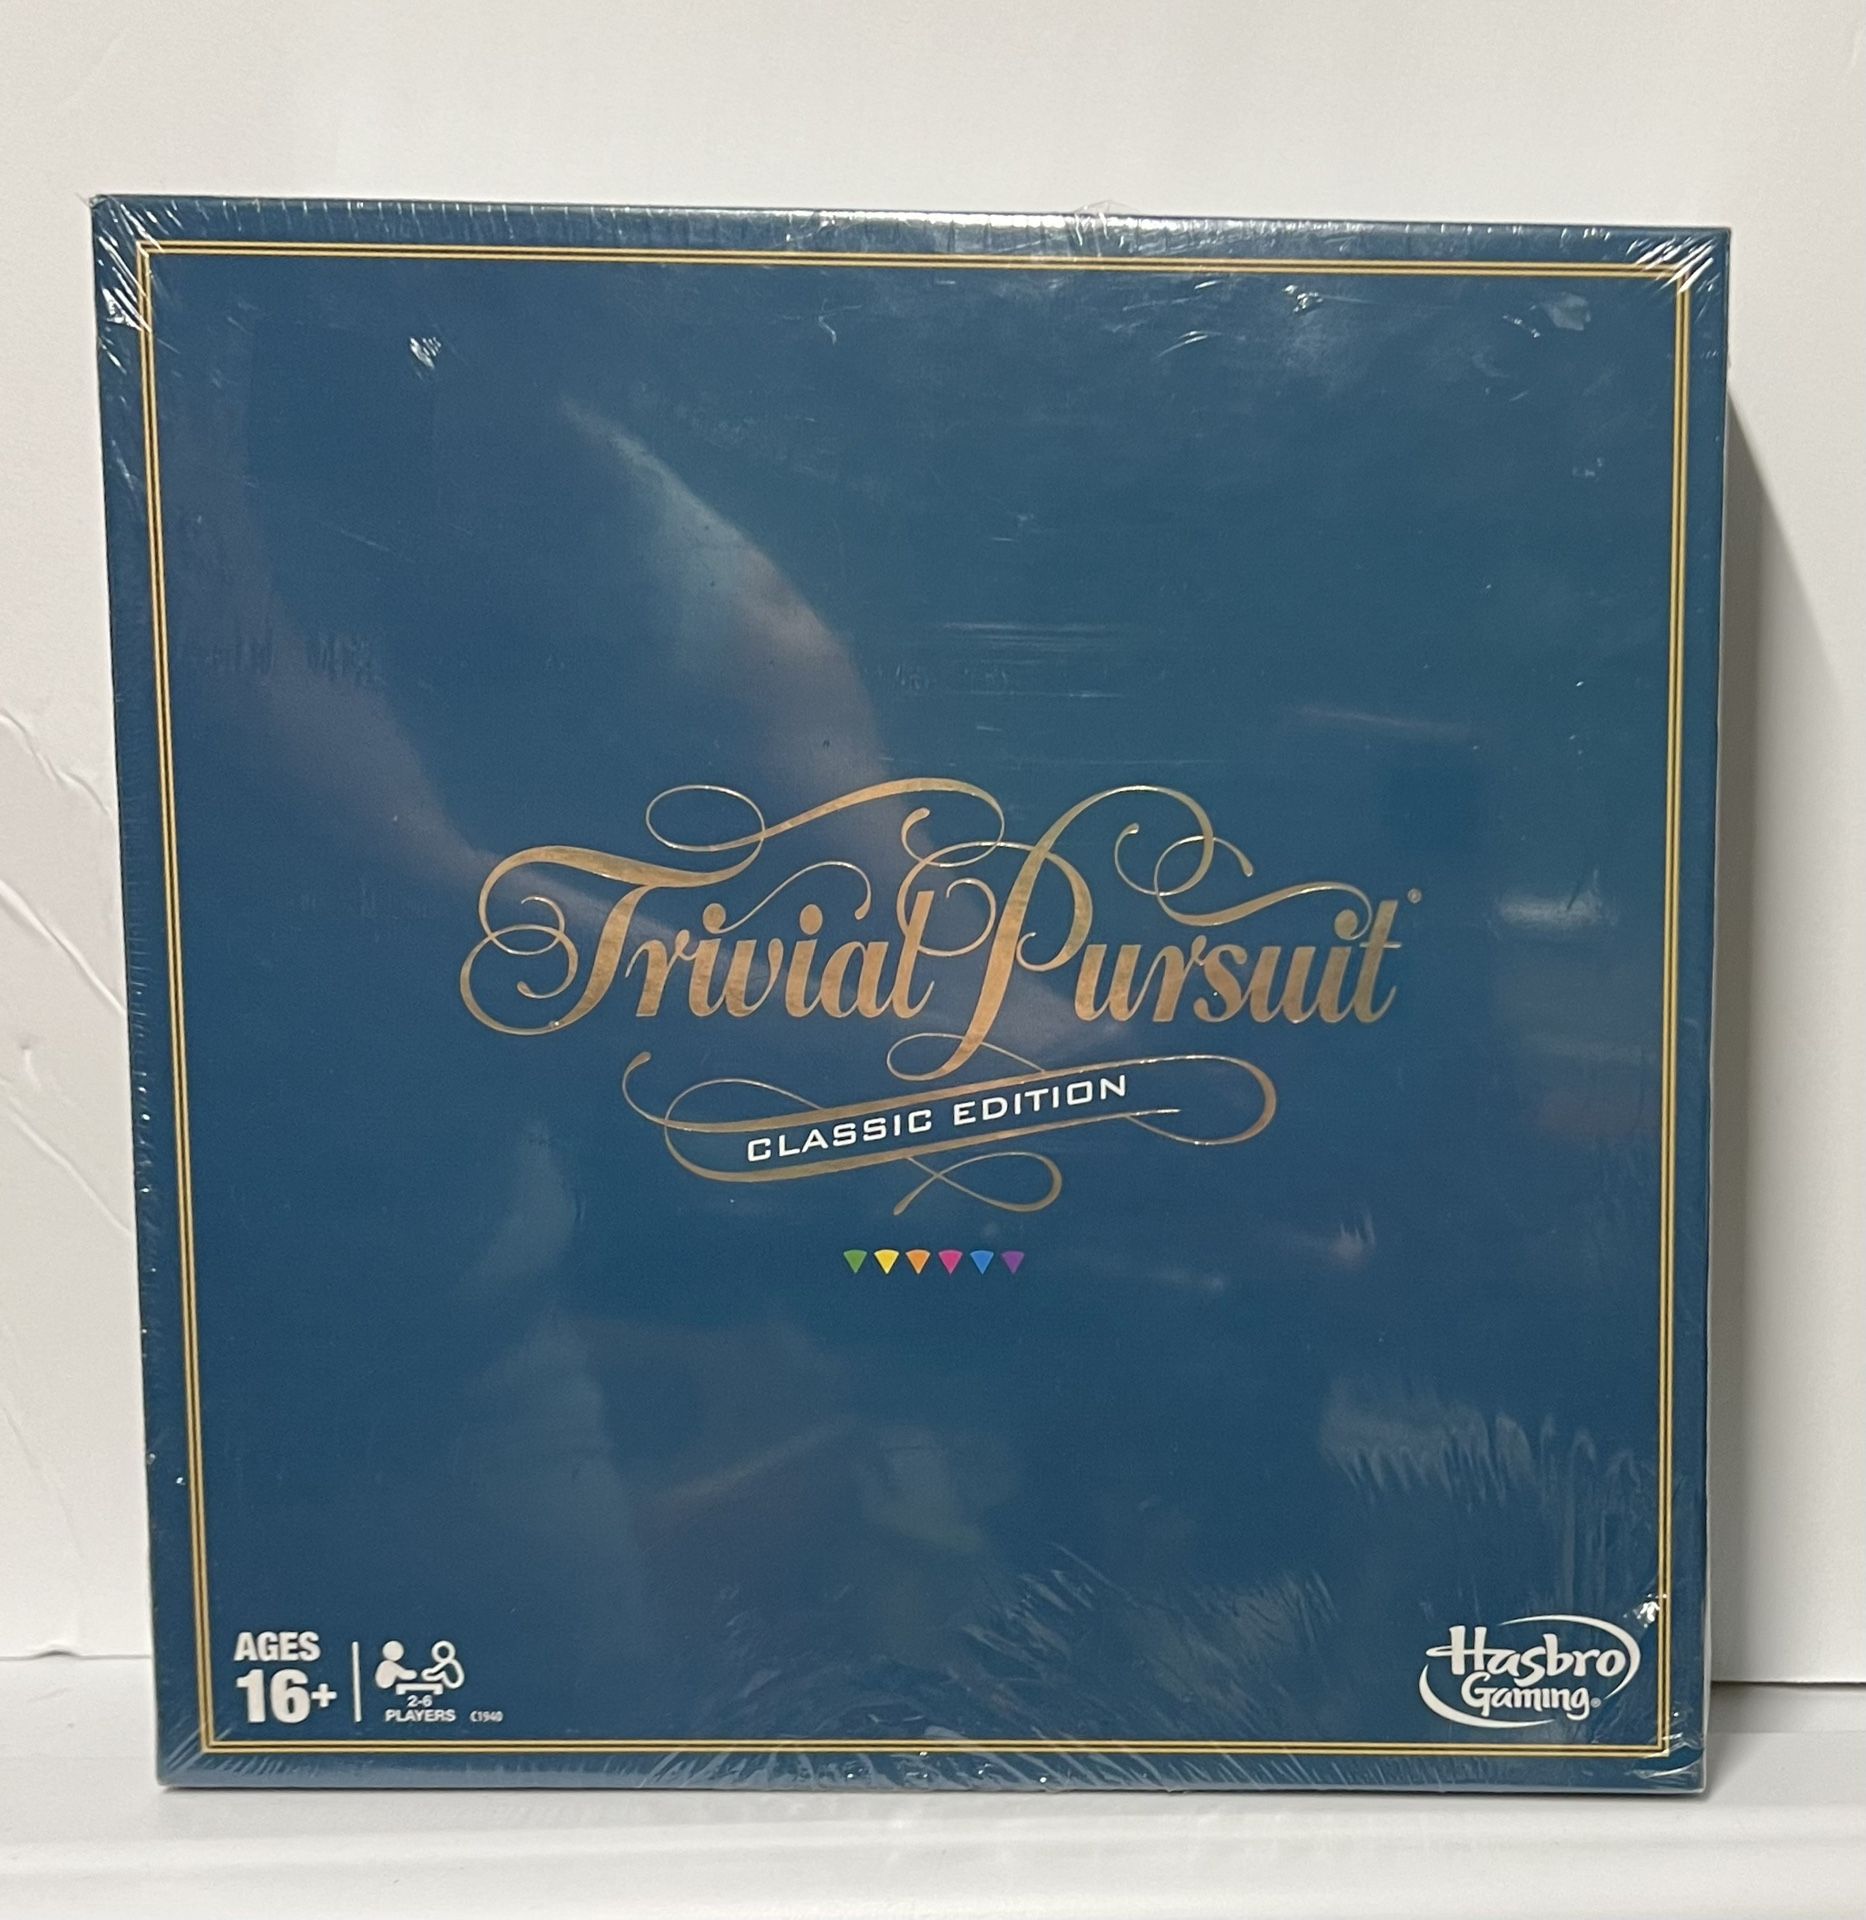 Trivial Pursuit®
CLASSIC EDITION
AGES
16+
2-6
PLAYERS C1940
Hasbro
Gaming®